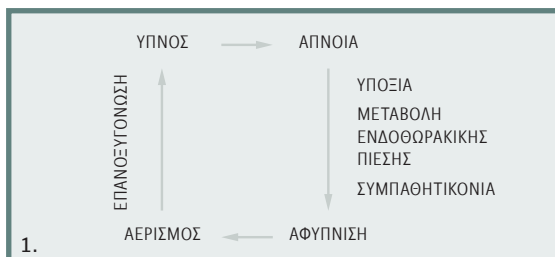 ΥΠΝΟΣ ΑΠΝΟΙΑ
ΕΠΑΝΟΞΥΓΟΝΩΣΗ
ΥΠΟΞΙΑ
ΜΕΤΑΒΟΛΗ
ΕΝΔΟΘΩΡΑΚΙΚΗΣ
ΠΙΕΣΗΣ
ΣΥΜΠΑΘΗΤΙΚΟΝΙΑ
ΑΕΡΙΣΜΟΣ ΑΦΥΠΝΙΣΗ
1.